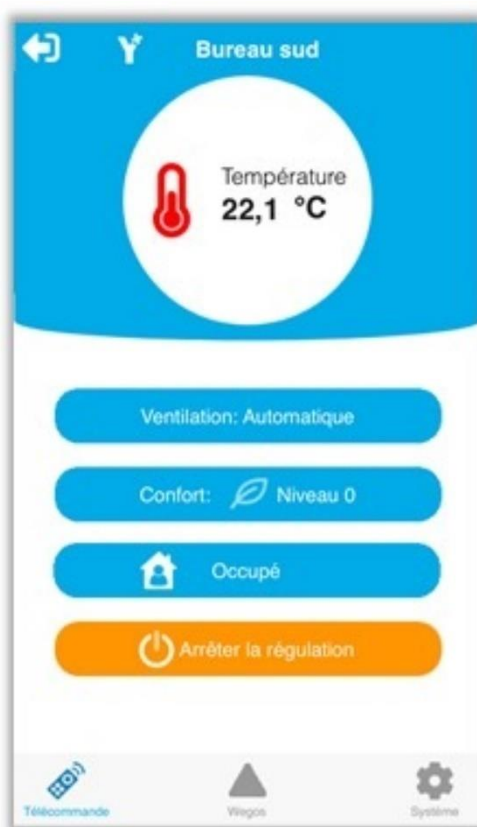 Bureau sud
Température
22,1 °C
Ventilation: Automatique
Confort: Niveau 0
Occupé
Arrêter la régulation
Télécommande
Wegos
Système